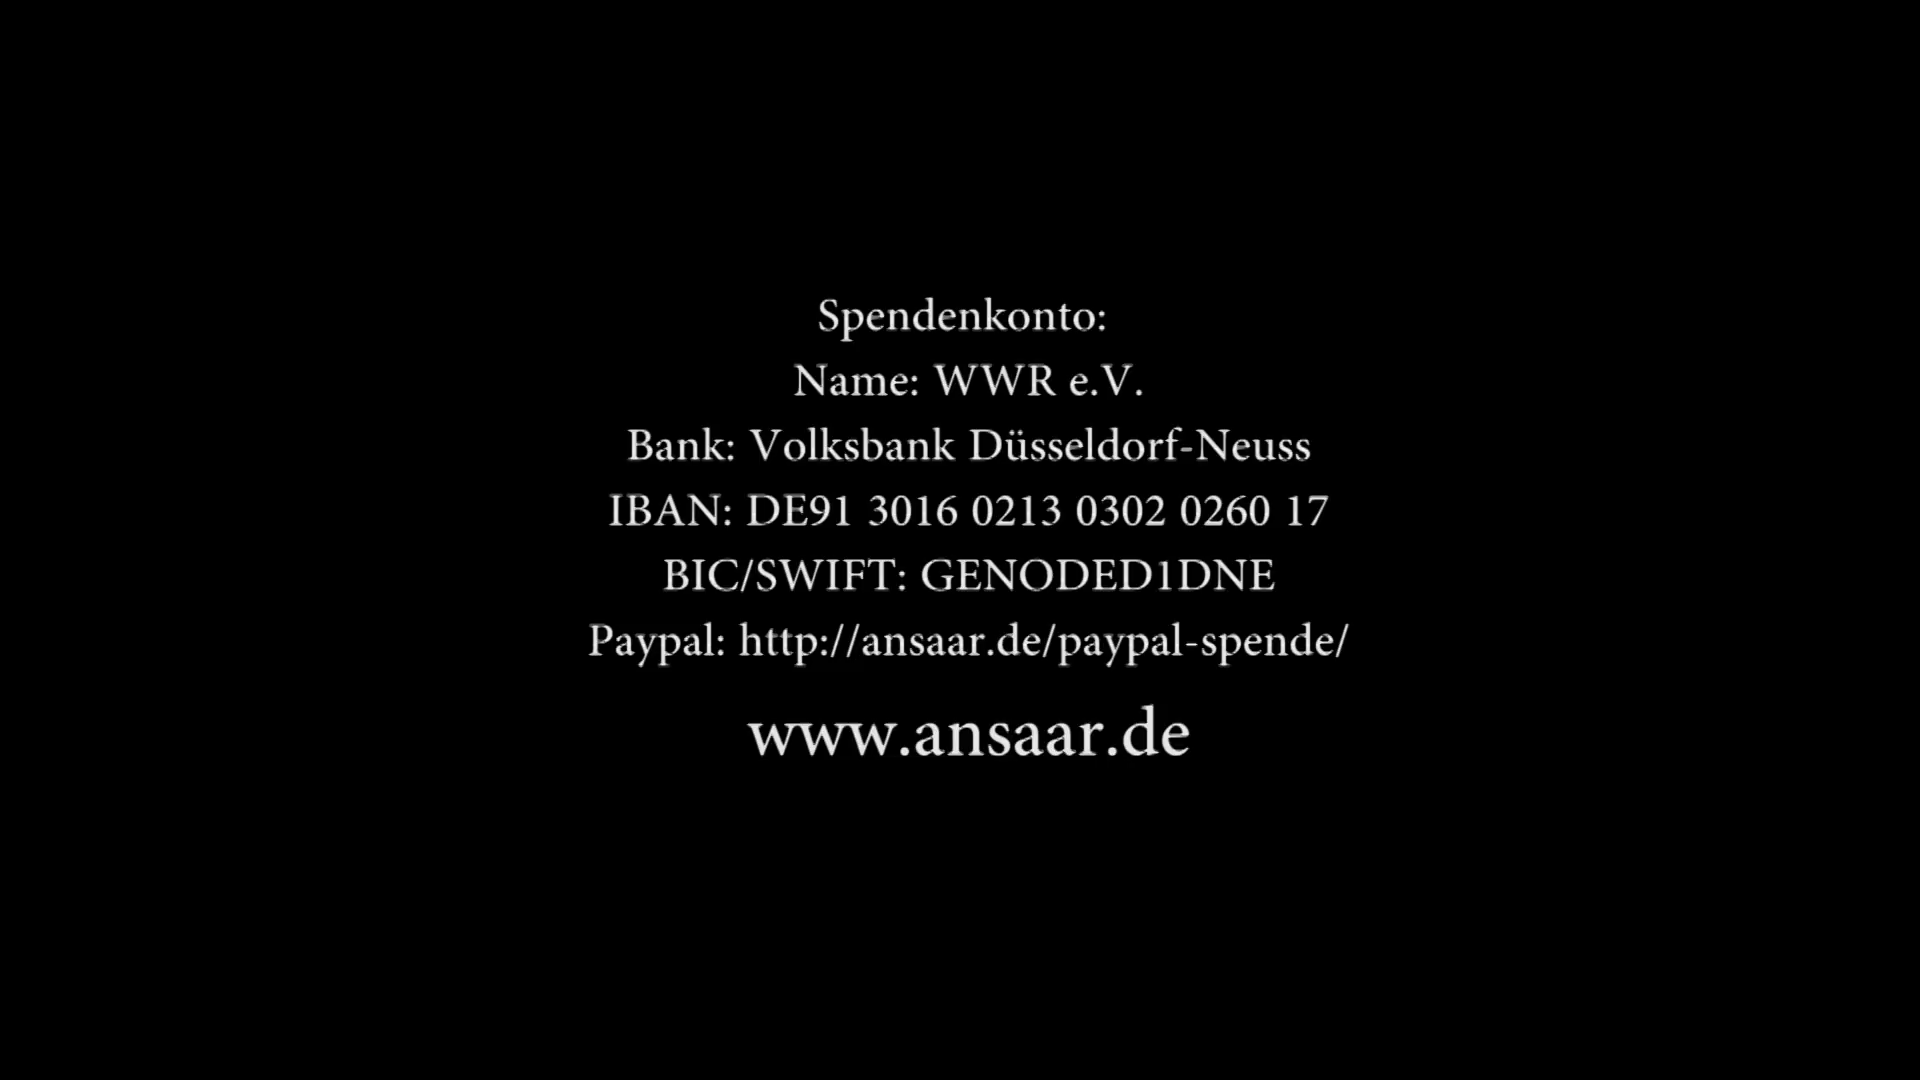 Spendenkonto:
Name: WWR e.V.
Bank: Volksbank Düsseldorf-Neuss
IBAN: DE91 3016 0213 0302 0260 17
BIC/SWIFT: GENODED1DNE
Paypal: http://ansaar.de/paypal-spende/
www.ansaar.de